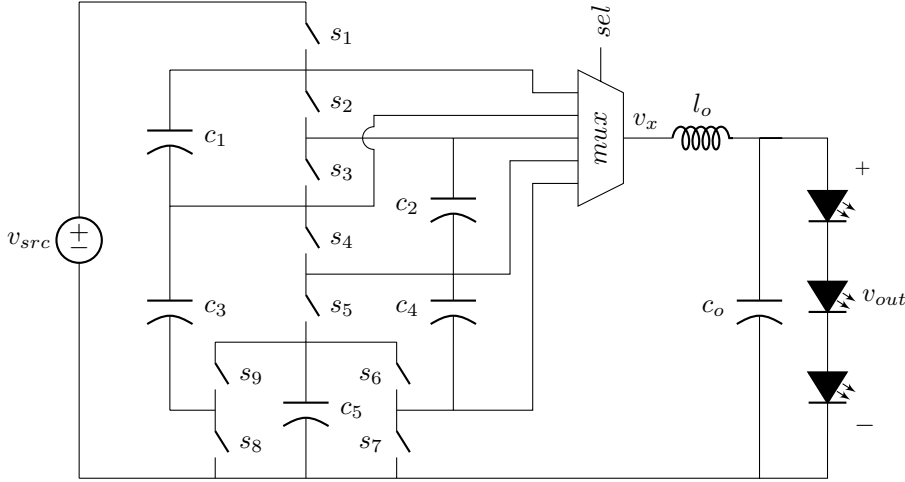 sel
s1
s2
mux
vx
lo
c1
s3
+
c2
s4
vsrc
+
−
c3
s5
c4
co
vout
s9
s6
c5
s8
s7
−